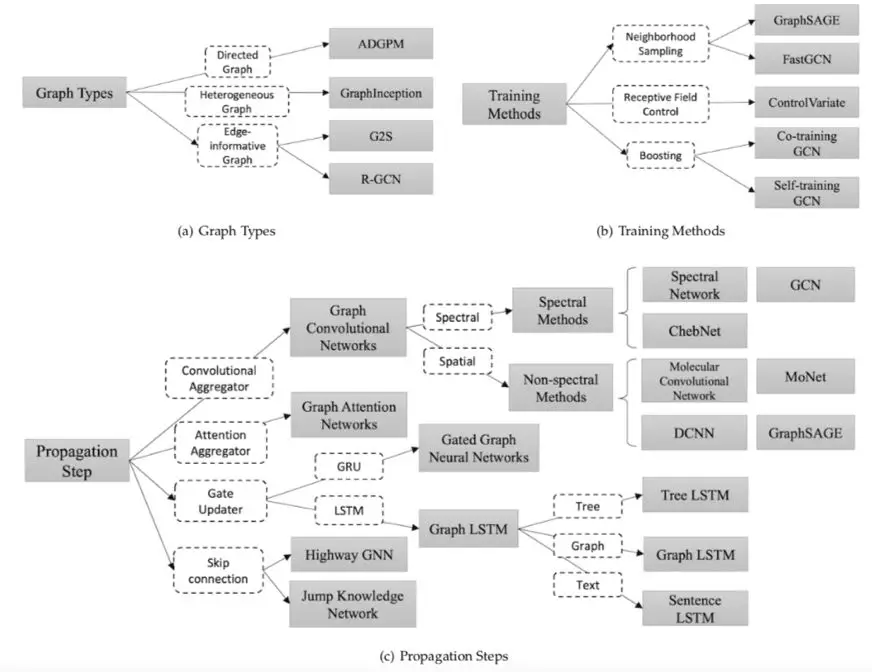 Graph Types
Directed
Graph
Heterogeneous
Graph
Edge-
informative
Graph
ADGPM
GraphInception
G2S
R-GCN
(a) Graph Types
Training
Methods
Neighborhood
Sampling
Receptive Field
Control
Boosting
GraphSAGE
FastGCN
ControlVariate
Co-training
GCN
Self-training
GCN
(b) Training Methods
Propagation
Step
Convolutional
Aggregator
Attention
Aggregator
Gate
Updater
Skip
connection
Graph
Convolutional
Networks
Graph Attention
Networks
GRU
LSTM
Highway GNN
Jump Knowledge
Network
Spectral
Spatial
Gated Graph
Neural Networks
Graph LSTM
Spectral
Methods
Non-spectral
Methods
Tree
Graph
Text
Spectral
Network
GCN
ChebNet
Molecular
Convolutional
Network
MoNet
DCNN
GraphSAGE
Tree LSTM
Graph LSTM
Sentence
LSTM
(c) Propagation Steps